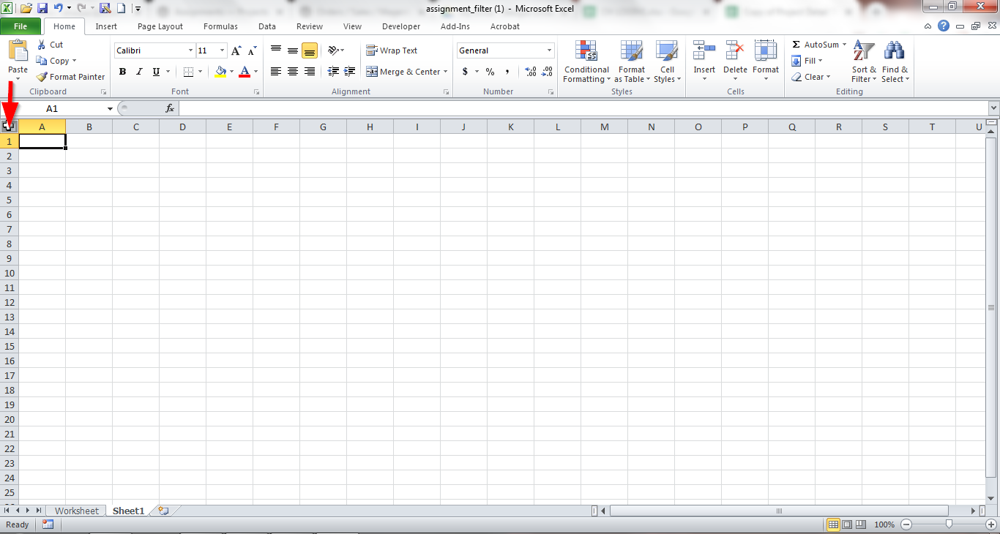 assignment_filter (1) - Microsoft Excel
File Home Insert Page Layout Formulas Data Review View Developer Add-Ins Acrobat
Paste
Cut
Copy
Format Painter
Clipboard
Calibri 11
B I U A
Font
Wrap Text
Merge & Center
Alignment
General
$ % ,
Number
Conditional Formatting
Format as Table
Cell Styles
Styles
Insert Delete Format
Cells
Σ AutoSum
Fill
Clear
Sort & Filter
Find & Select
Editing
A1 fx
A B C D E F G H I J K L M N O P Q R S T U
1
2
3
4
5
6
7
8
9
10
11
12
13
14
15
16
17
18
19
20
21
22
23
24
25
Worksheet Sheet1
Ready 100%